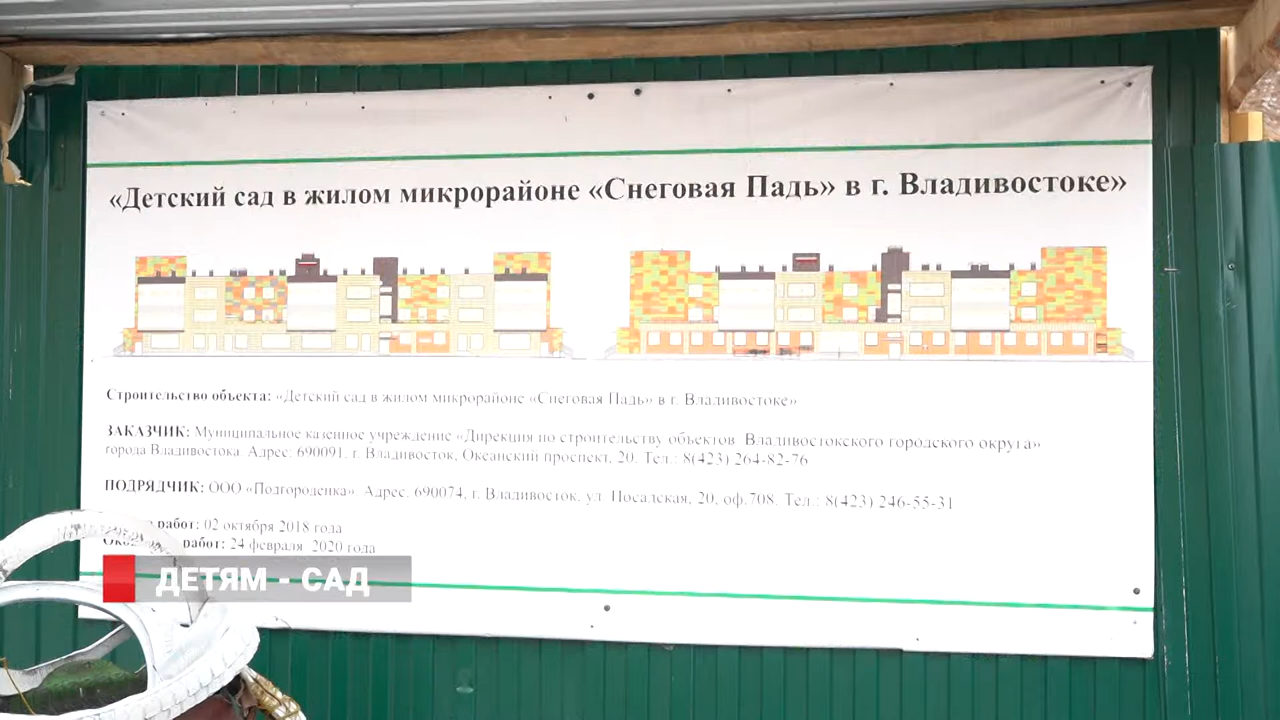 «Детский сад в жилом микрорайоне «Снеговая Падь» в г. Владивостоке»
Строительство объекта: «Детский сад в жилом микрорайоне «Снеговая Падь» в г. Владивостоке»
ЗАКАЗЧИК: Муниципальное казенное учреждение «Дирекция по строительству объектов Владивостокского городского округа»
города Владивостока. Адрес: 690091, г. Владивосток, Океанский проспект, 20. Тел.: 8(423) 264-82-76
ПОДРЯДЧИК: ООО «Подгороденка». Адрес: 690074, г. Владивосток, ул. Посадская, 20, оф.708. Тел.: 8(423) 246-55-31
работ: 02 октября 2018 года
работ: 24 февраля 2020 года
ДЕТЯМ - САД